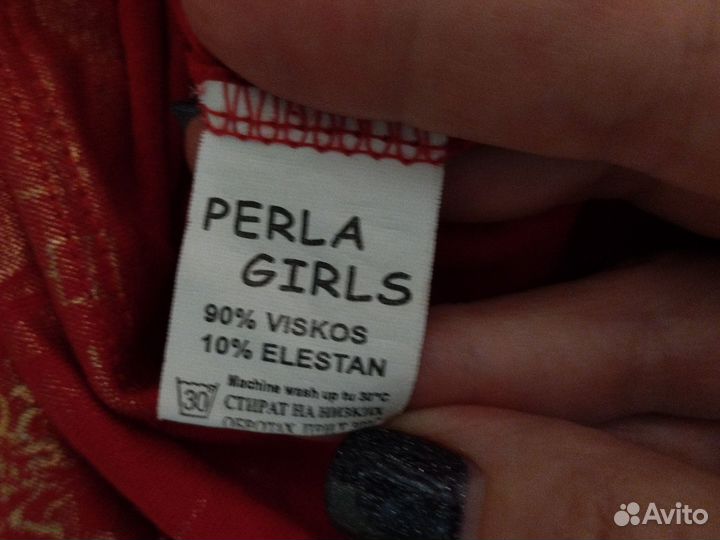 PERLA
GIRLS
90% VISKOS
10% ELESTAN
30
Machine wash up to 30°C
СТИРАТ НА НИЗКИХ
Avito